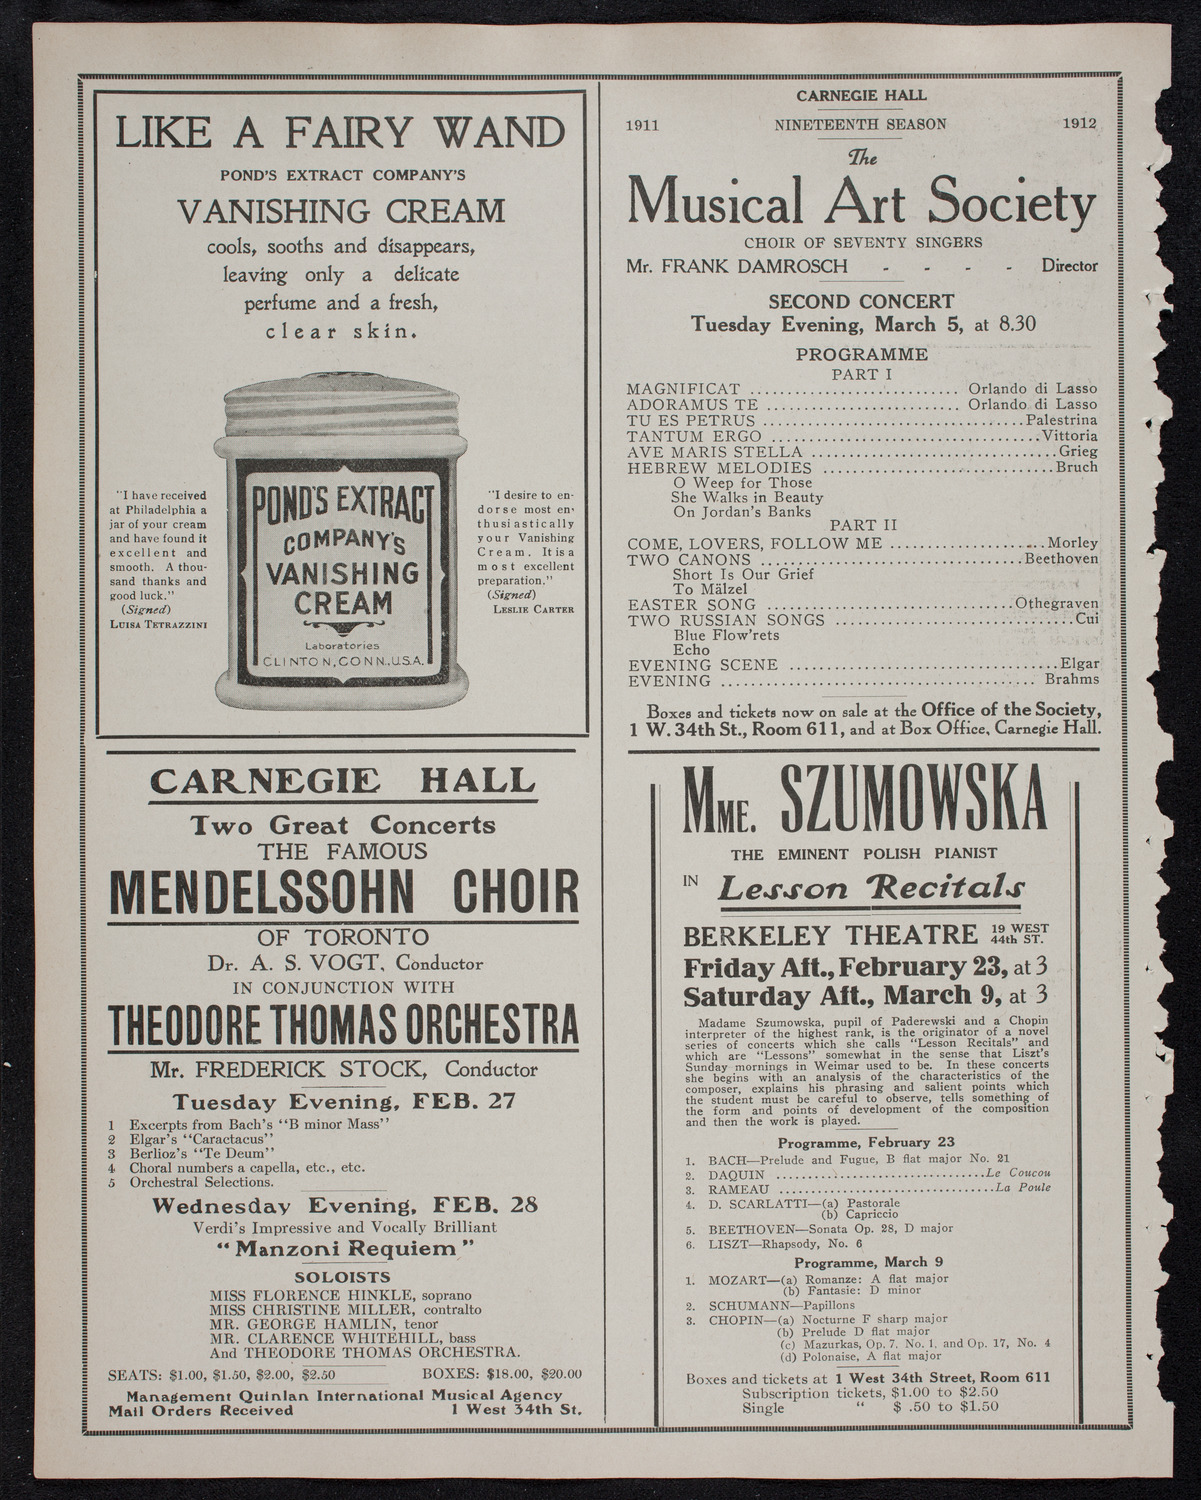 LIKE A FAIRY WAND
POND'S EXTRACT COMPANY'S
VANISHING CREAM
cools, sooths and disappears,
leaving only a delicate
perfume and a fresh,
clear skin.
"I have received
at Philadelphia a
jar of your cream
and have found it
excellent and
smooth. A thou-
sand thanks and
good luck."
(Signed)
LUISA TETRAZZINI
POND'S EXTRACT
COMPANY'S
VANISHING
CREAM
Laboratories
CLINTON, CONN., U.S.A.
"I desire to en-
dorse most en-
thusiastically
your Vanishing
Cream. It is a
most excellent
preparation."
(Signed)
LESLIE CARTER
CARNEGIE HALL
Two Great Concerts
THE FAMOUS
MENDELSSOHN CHOIR
OF TORONTO
Dr. A. S. VOGT, Conductor
IN CONJUNCTION WITH
THEODORE THOMAS ORCHESTRA
Mr. FREDERICK STOCK, Conductor
Tuesday Evening, FEB. 27
1 Excerpts from Bach's "B minor Mass"
2 Elgar's "Caractacus"
3 Berlioz's "Te Deum"
4 Choral numbers a capella, etc., etc.
5 Orchestral Selections.
Wednesday Evening, FEB. 28
Verdi's Impressive and Vocally Brilliant
"Manzoni Requiem"
SOLOISTS
MISS FLORENCE HINKLE, soprano
MISS CHRISTINE MILLER, contralto
MR. GEORGE HAMLIN, tenor
MR. CLARENCE WHITEHILL, bass
And THEODORE THOMAS ORCHESTRA.
SEATS: $1.00, $1.50, $2.00, $2.50 BOXES: $18.00, $20.00
Management Quinlan International Musical Agency
Mail Orders Received 1 West 34th St.
CARNEGIE HALL
1911 NINETEENTH SEASON 1912
The
Musical Art Society
CHOIR OF SEVENTY SINGERS
Mr. FRANK DAMROSCH - - - - Director
SECOND CONCERT
Tuesday Evening, March 5, at 8.30
PROGRAMME
PART I
MAGNIFICAT ........................... Orlando di Lasso
ADORAMUS TE ......................... Orlando di Lasso
TU ES PETRUS ..................................Palestrina
TANTUM ERGO ...................................Vittoria
AVE MARIS STELLA ................................Grieg
HEBREW MELODIES ..............................Bruch
O Weep for Those
She Walks in Beauty
On Jordan's Banks
PART II
COME, LOVERS, FOLLOW ME ....................Morley
TWO CANONS ..................................Beethoven
Short Is Our Grief
To Mälzel
EASTER SONG ................................Othegraven
TWO RUSSIAN SONGS ...............................Cui
Blue Flow'rets
Echo
EVENING SCENE ...................................Elgar
EVENING ......................................... Brahms
Boxes and tickets now on sale at the Office of the Society,
1 W. 34th St., Room 611, and at Box Office, Carnegie Hall.
MME. SZUMOWSKA
THE EMINENT POLISH PIANIST
IN Lesson Recitals
BERKELEY THEATRE 19 WEST 44th ST.
Friday Aft., February 23, at 3
Saturday Aft., March 9, at 3
Madame Szumowska, pupil of Paderewski and a Chopin
interpreter of the highest rank, is the originator of a novel
series of concerts which she calls "Lesson Recitals" and
which are "Lessons" somewhat in the sense that Liszt's
Sunday mornings in Weimar used to be. In these concerts
she begins with an analysis of the characteristics of the
composer, explains his phrasing and salient points which
the student must be careful to observe, tells something of
the form and points of development of the composition
and then the work is played.
Programme, February 23
1. BACH—Prelude and Fugue, B flat major No. 21
2. DAQUIN ..............................Le Coucou
3. RAMEAU ...............................La Poule
4. D. SCARLATTI—(a) Pastorale
(b) Capriccio
5. BEETHOVEN—Sonata Op. 28, D major
6. LISZT—Rhapsody, No. 6
Programme, March 9
1. MOZART—(a) Romanze: A flat major
(b) Fantasie: D minor
2. SCHUMANN—Papillons
3. CHOPIN—(a) Nocturne F sharp major
(b) Prelude D flat major
(c) Mazurkas, Op. 7, No. 1, and Op. 17, No. 4
(d) Polonaise, A flat major
Boxes and tickets at 1 West 34th Street, Room 611
Subscription tickets, $1.00 to $2.50
Single " $ .50 to $1.50